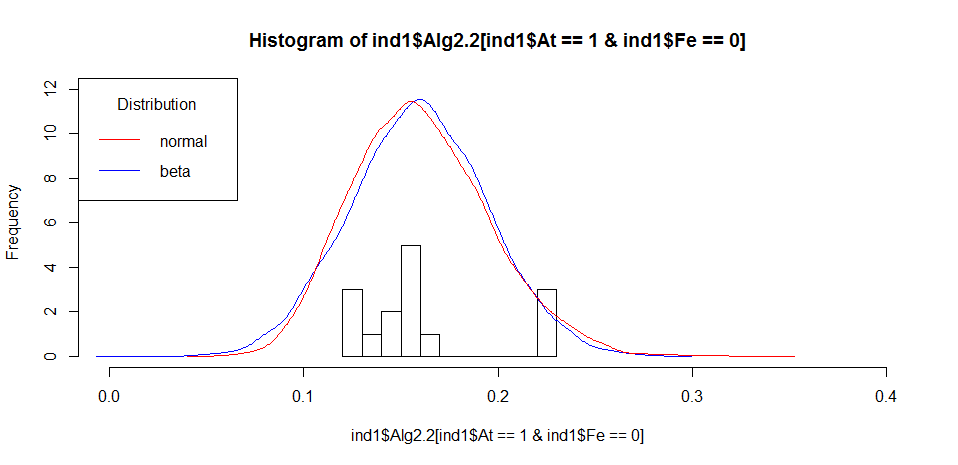 Histogram of ind1$Alg2.2[ind1$At == 1 & ind1$Fe == 0]
Distribution
normal
beta
Frequency
12
10
8
6
4
2
0
0.0 0.1 0.2 0.3 0.4
ind1$Alg2.2[ind1$At == 1 & ind1$Fe == 0]